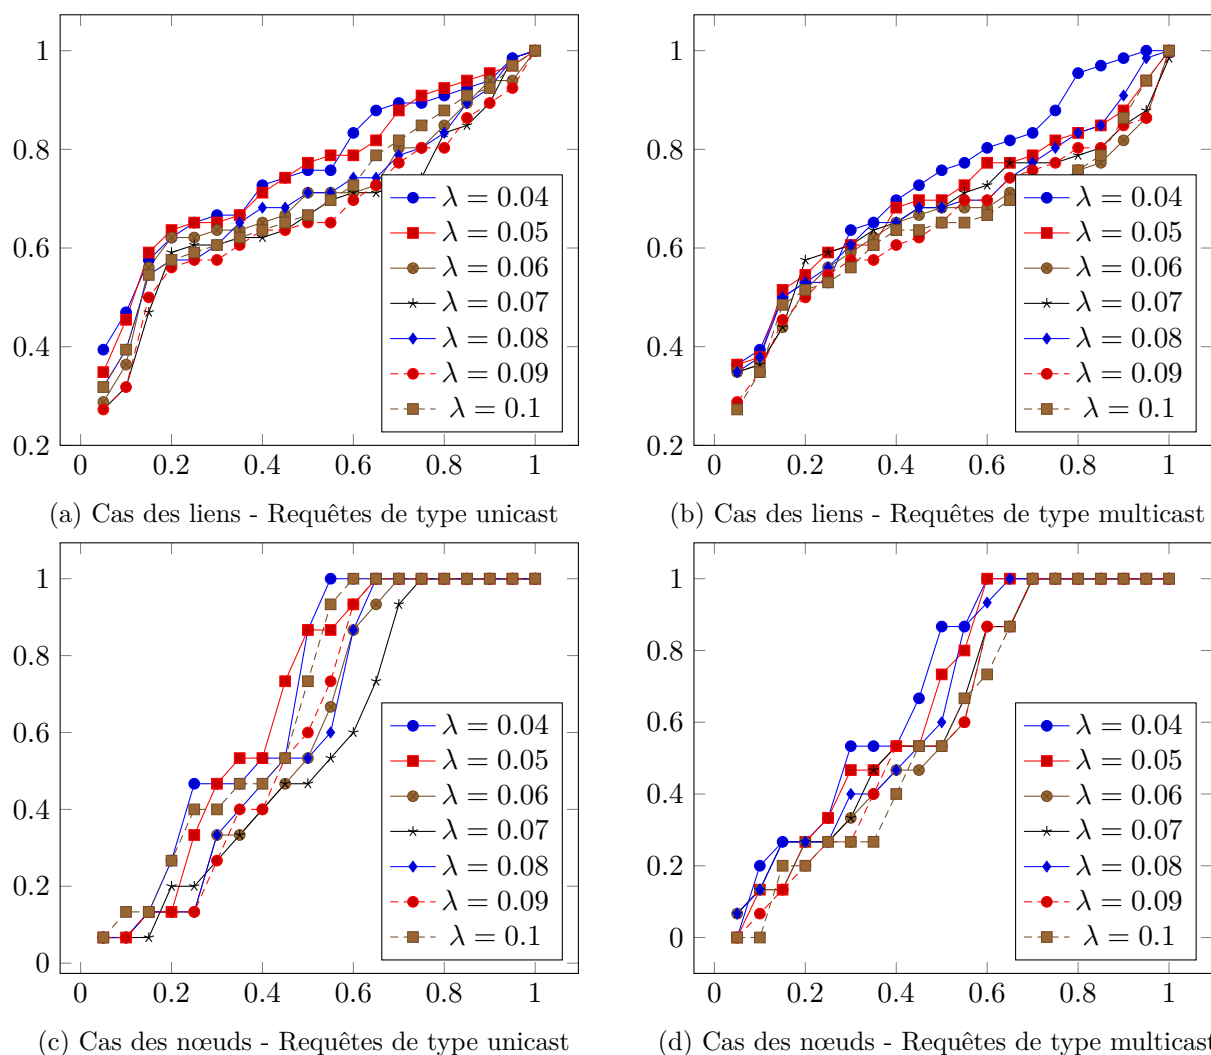 1
0.8
0.6
0.4
0.2
0 0.2 0.4 0.6 0.8 1
λ = 0.04
λ = 0.05
λ = 0.06
λ = 0.07
λ = 0.08
λ = 0.09
λ = 0.1
(a) Cas des liens - Requêtes de type unicast
1
0.8
0.6
0.4
0.2
0 0.2 0.4 0.6 0.8 1
λ = 0.04
λ = 0.05
λ = 0.06
λ = 0.07
λ = 0.08
λ = 0.09
λ = 0.1
(b) Cas des liens - Requêtes de type multicast
1
0.8
0.6
0.4
0.2
0
0 0.2 0.4 0.6 0.8 1
λ = 0.04
λ = 0.05
λ = 0.06
λ = 0.07
λ = 0.08
λ = 0.09
λ = 0.1
(c) Cas des nœuds - Requêtes de type unicast
1
0.8
0.6
0.4
0.2
0
0 0.2 0.4 0.6 0.8 1
λ = 0.04
λ = 0.05
λ = 0.06
λ = 0.07
λ = 0.08
λ = 0.09
λ = 0.1
(d) Cas des nœuds - Requêtes de type multicast